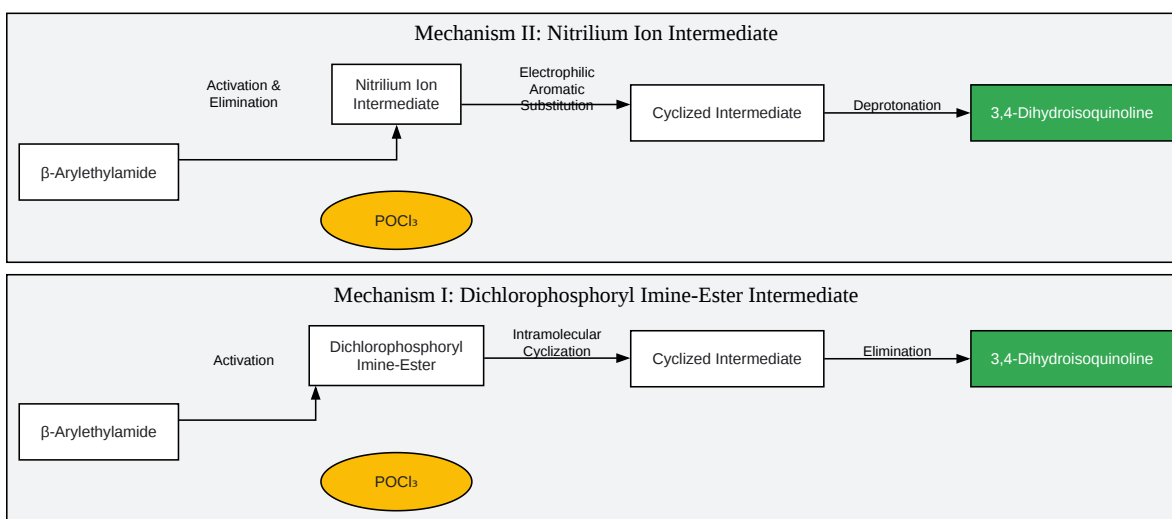 Mechanism II: Nitrilium Ion Intermediate
Activation &
Elimination
Nitrilium Ion
Intermediate
Electrophilic
Aromatic
Substitution
Cyclized Intermediate
Deprotonation
3,4-Dihydroisoquinoline
β-Arylethylamide
POCl₃
Mechanism I: Dichlorophosphoryl Imine-Ester Intermediate
Activation
Dichlorophosphoryl
Imine-Ester
Intramolecular
Cyclization
Cyclized Intermediate
Elimination
3,4-Dihydroisoquinoline
β-Arylethylamide
POCl₃